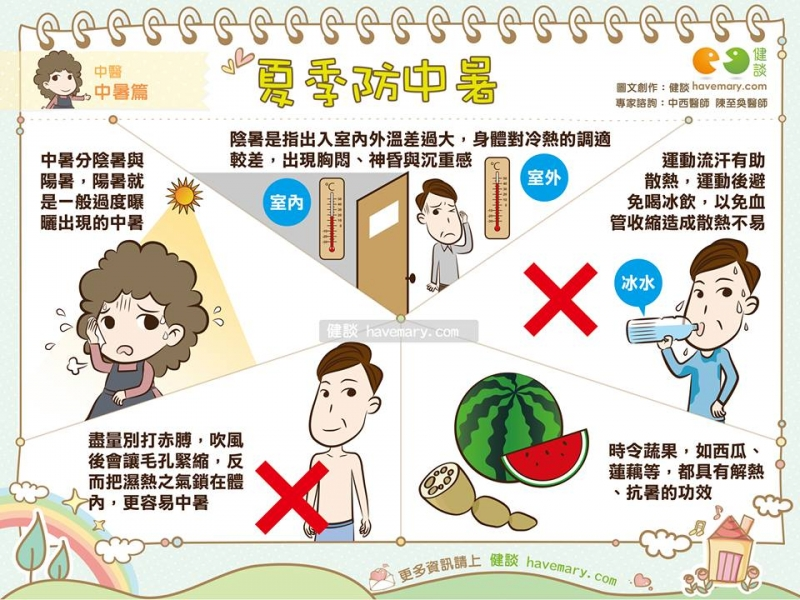 中醫
中暑篇
夏季防中暑
健談
圖文創作：健談 havemary.com
專家諮詢：中西醫師 陳至奐醫師
中暑分陰暑與
陽暑，陽暑就
是一般過度曝
曬出現的中暑
陰暑是指出入室內外溫差過大，身體對冷熱的調適
較差，出現胸悶、神昏與沉重感
室內
°C
°C
室外
運動流汗有助
散熱，運動後避
免喝冰飲，以免血
管收縮造成散熱不易
冰水
健談 havemary.com
盡量別打赤膊，吹風
後會讓毛孔緊縮，反
而把濕熱之氣鎖在體
內，更容易中暑
時令蔬果，如西瓜、
蓮藕等，都具有解熱
、抗暑的功效
更多資訊請上 健談 havemary.com